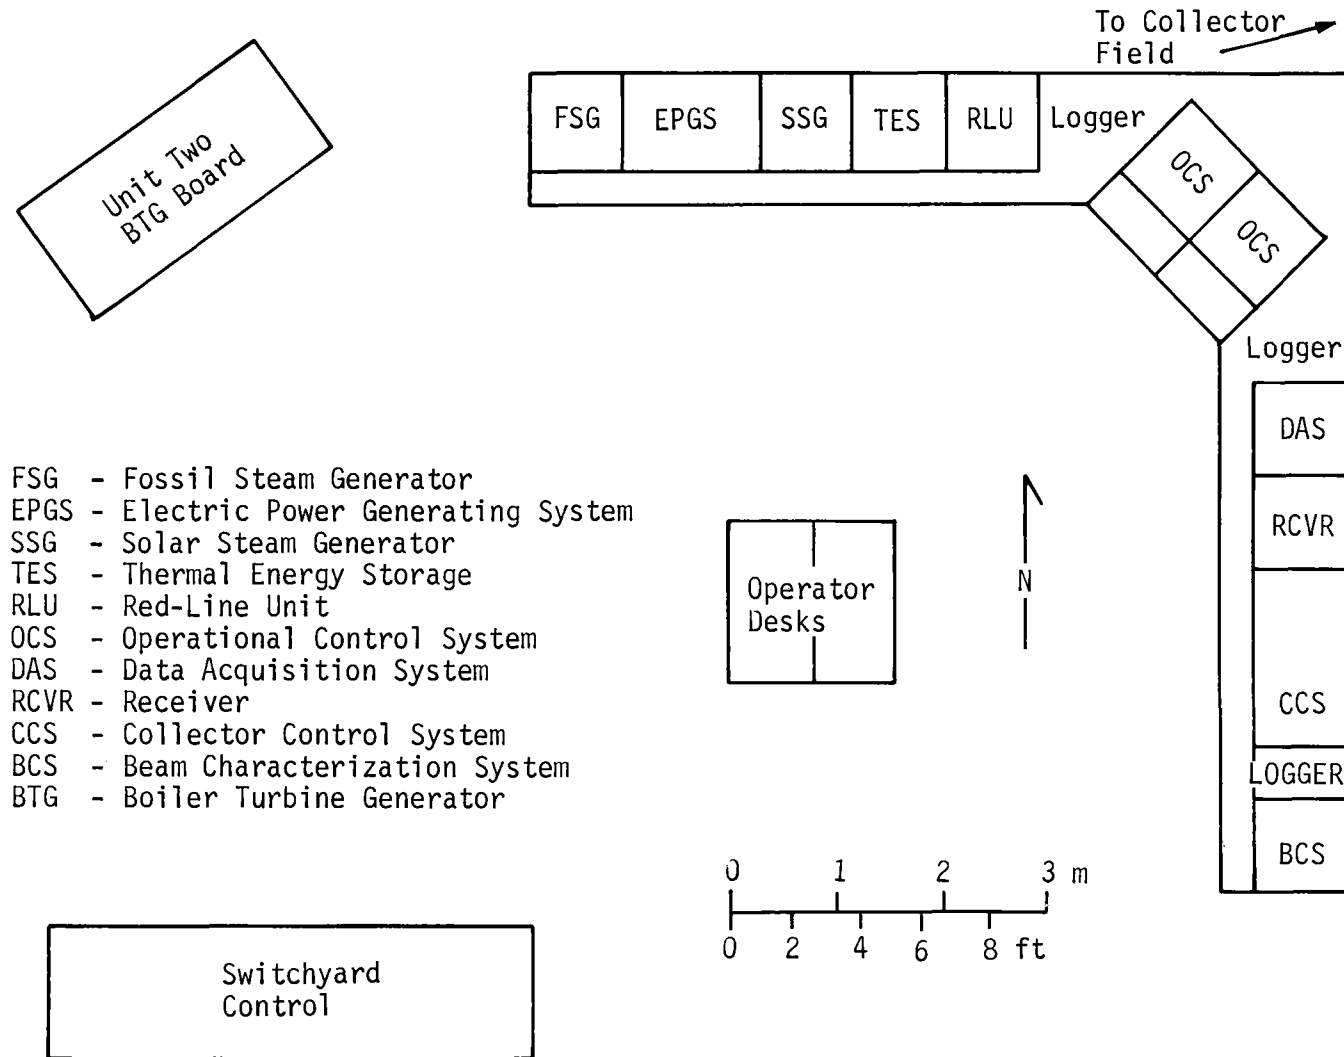 To Collector
Field
FSG EPGS SSG TES RLU Logger
Unit Two
BTG Board
OCS
OCS
Logger
DAS
RCVR
CCS
LOGGER
BCS
FSG - Fossil Steam Generator
EPGS - Electric Power Generating System
SSG - Solar Steam Generator
TES - Thermal Energy Storage
RLU - Red-Line Unit
OCS - Operational Control System
DAS - Data Acquisition System
RCVR - Receiver
CCS - Collector Control System
BCS - Beam Characterization System
BTG - Boiler Turbine Generator
Operator
Desks
N
0 1 2 3 m
0 2 4 6 8 ft
Switchyard
Control